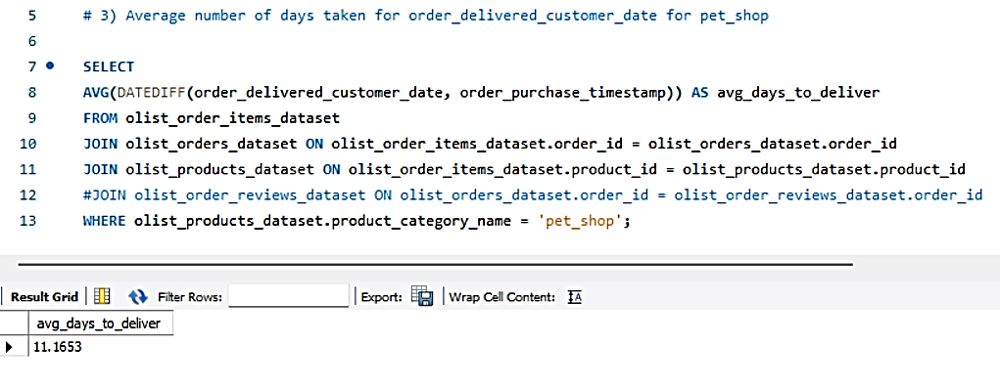 5 # 3) Average number of days taken for order_delivered_customer_date for pet_shop
6
7 SELECT
8 AVG(DATEDIFF(order_delivered_customer_date, order_purchase_timestamp)) AS avg_days_to_deliver
9 FROM olist_order_items_dataset
10 JOIN olist_orders_dataset ON olist_order_items_dataset.order_id = olist_orders_dataset.order_id
11 JOIN olist_products_dataset ON olist_order_items_dataset.product_id = olist_products_dataset.product_id
12 #JOIN olist_order_reviews_dataset ON olist_orders_dataset.order_id = olist_order_reviews_dataset.order_id
13 WHERE olist_products_dataset.product_category_name = 'pet_shop';
Result Grid Filter Rows: Export: Wrap Cell Content: IA
avg_days_to_deliver
11.1653